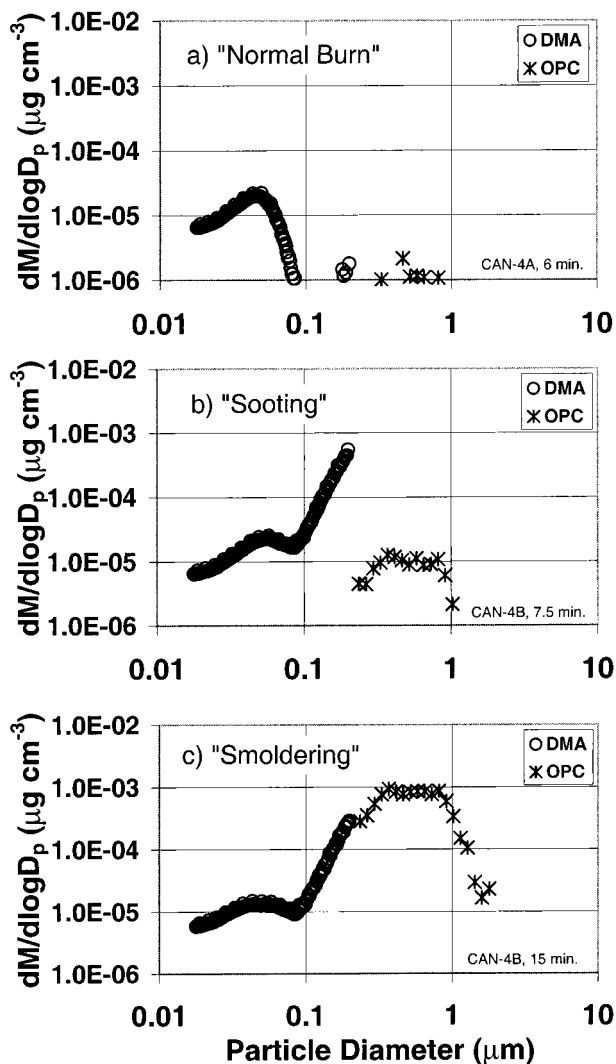 1.0E-02
a) "Normal Burn"
DMA
OPC
1.0E-03
1.0E-04
1.0E-05
1.0E-06
CAN-4A, 6 min.
dM/dlogDp (μg cm-3)
0.01 0.1 1 10
1.0E-02
b) "Sooting"
DMA
OPC
1.0E-03
1.0E-04
1.0E-05
1.0E-06
CAN-4B, 7.5 min.
dM/dlogDp (μg cm-3)
0.01 0.1 1 10
1.0E-02
c) "Smoldering"
DMA
OPC
1.0E-03
1.0E-04
1.0E-05
1.0E-06
CAN-4B, 15 min.
dM/dlogDp (μg cm-3)
0.01 0.1 1 10
Particle Diameter (μm)